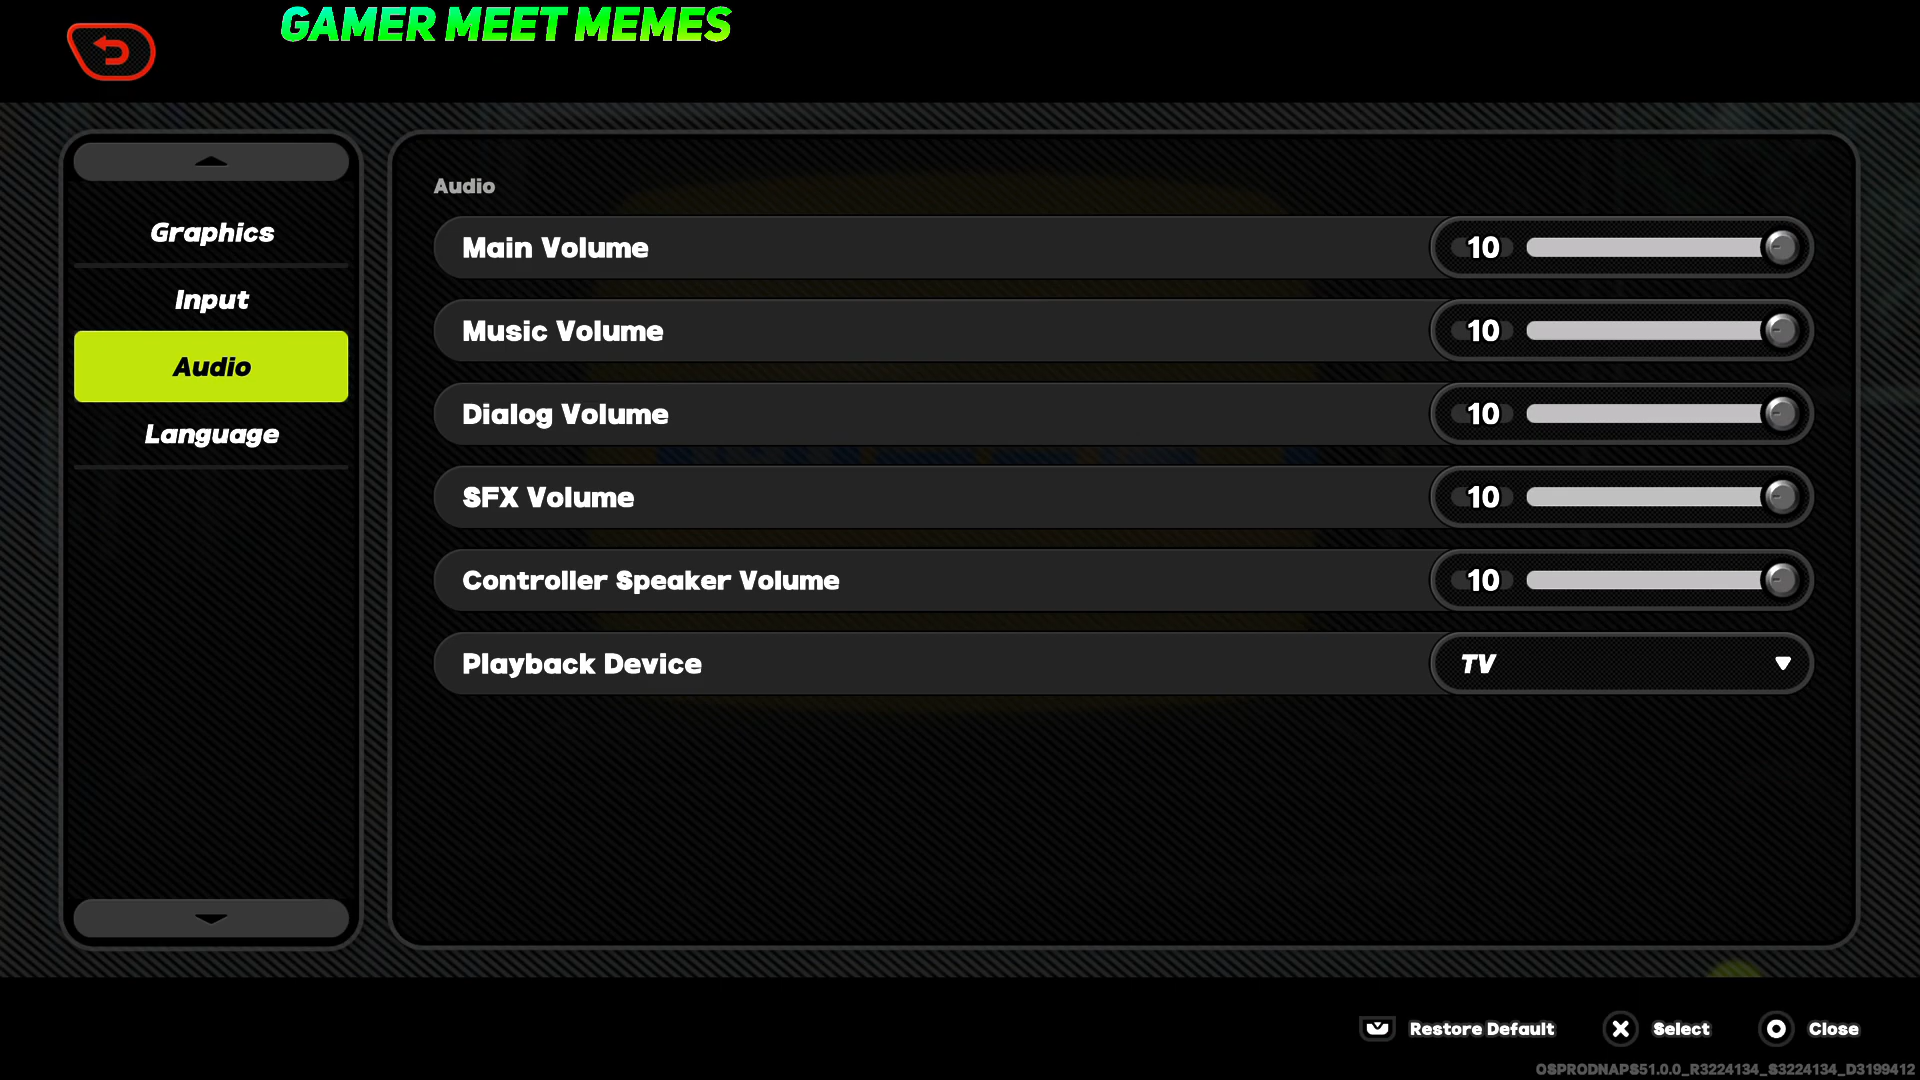 GAMER MEET MEMES
Graphics
Input
Audio
Language
Audio
Main Volume 10
Music Volume 10
Dialog Volume 10
SFX Volume 10
Controller Speaker Volume 10
Playback Device TV
Restore Default Select Close
OSPRODNAPS51.0.0_R3224134_S3224134_D3199412